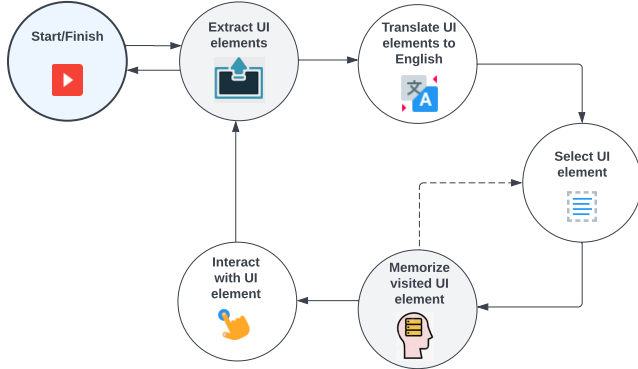 Start/Finish
Extract UI
elements
Translate UI
elements to
English
文
A
Select UI
element
Interact
with UI
element
Memorize
visited UI
element